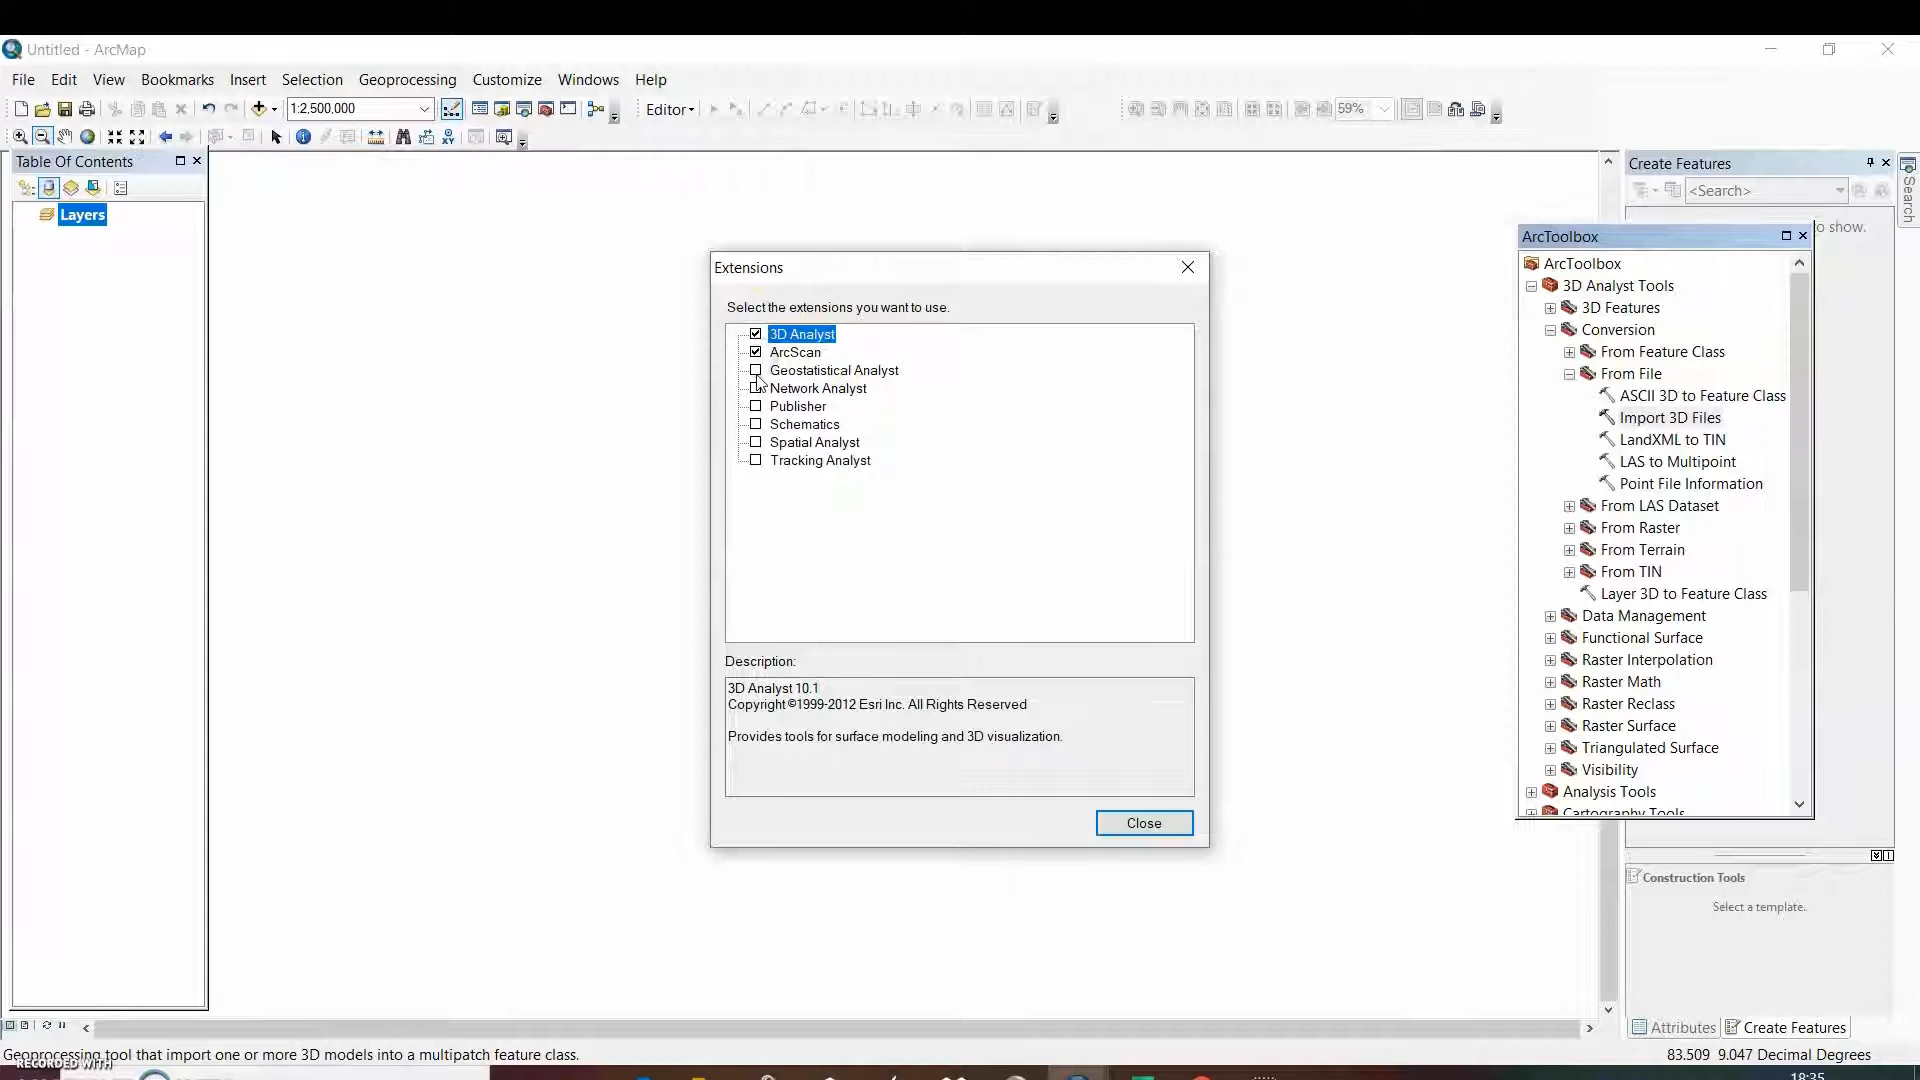 Untitled - ArcMap
File Edit View Bookmarks Insert Selection Geoprocessing Customize Windows Help
1:2,500,000 Editor 59%
Table Of Contents
Layers
Create Features
<Search>
Search
o show.
ArcToolbox
ArcToolbox
3D Analyst Tools
3D Features
Conversion
From Feature Class
From File
ASCII 3D to Feature Class
Import 3D Files
LandXML to TIN
LAS to Multipoint
Point File Information
From LAS Dataset
From Raster
From Terrain
From TIN
Layer 3D to Feature Class
Data Management
Functional Surface
Raster Interpolation
Raster Math
Raster Reclass
Raster Surface
Triangulated Surface
Visibility
Analysis Tools
Cartography Tools
Extensions
Select the extensions you want to use.
3D Analyst
ArcScan
Geostatistical Analyst
Network Analyst
Publisher
Schematics
Spatial Analyst
Tracking Analyst
Description:
3D Analyst 10.1
Copyright ©1999-2012 Esri Inc. All Rights Reserved
Provides tools for surface modeling and 3D visualization.
Close
Construction Tools
Select a template.
Attributes Create Features
Geoprocessing tool that import one or more 3D models into a multipatch feature class.
83.509 9.047 Decimal Degrees
RECORDED WITH
18:35